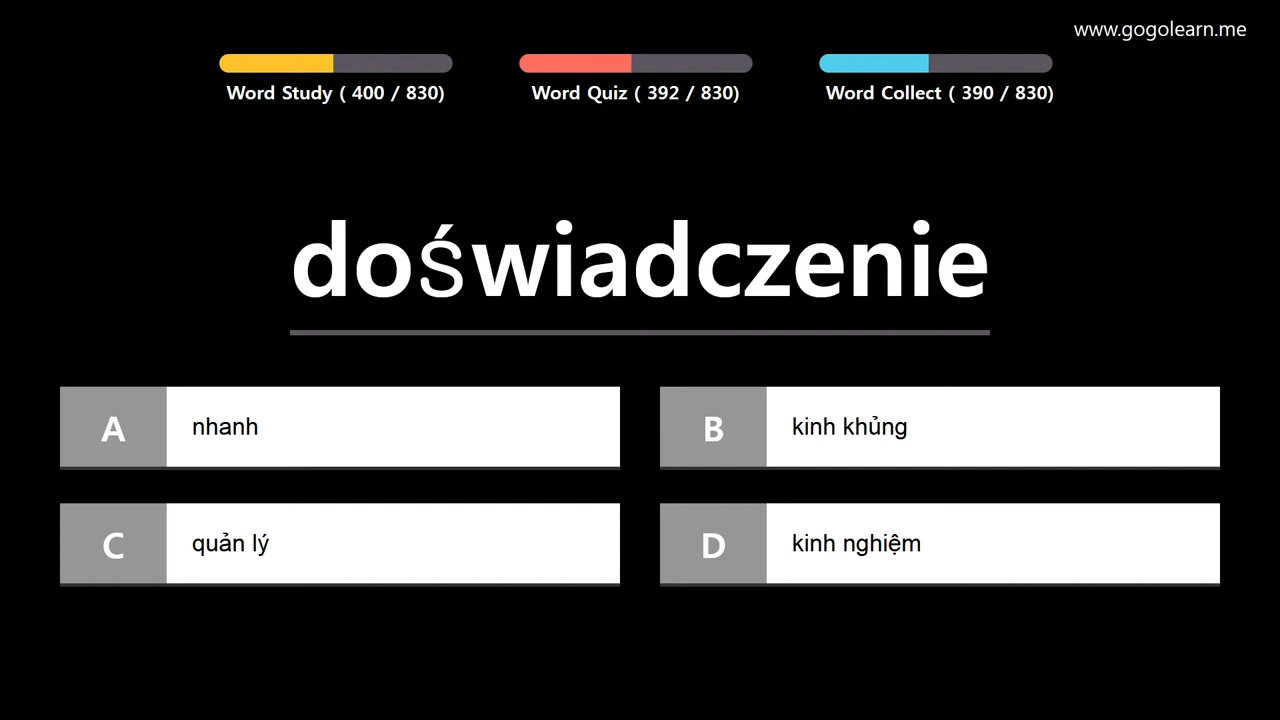 www.gogolearn.me
Word Study ( 400 / 830)
Word Quiz ( 392 / 830)
Word Collect ( 390 / 830)
doświadczenie
A nhanh
B kinh khủng
C quản lý
D kinh nghiệm